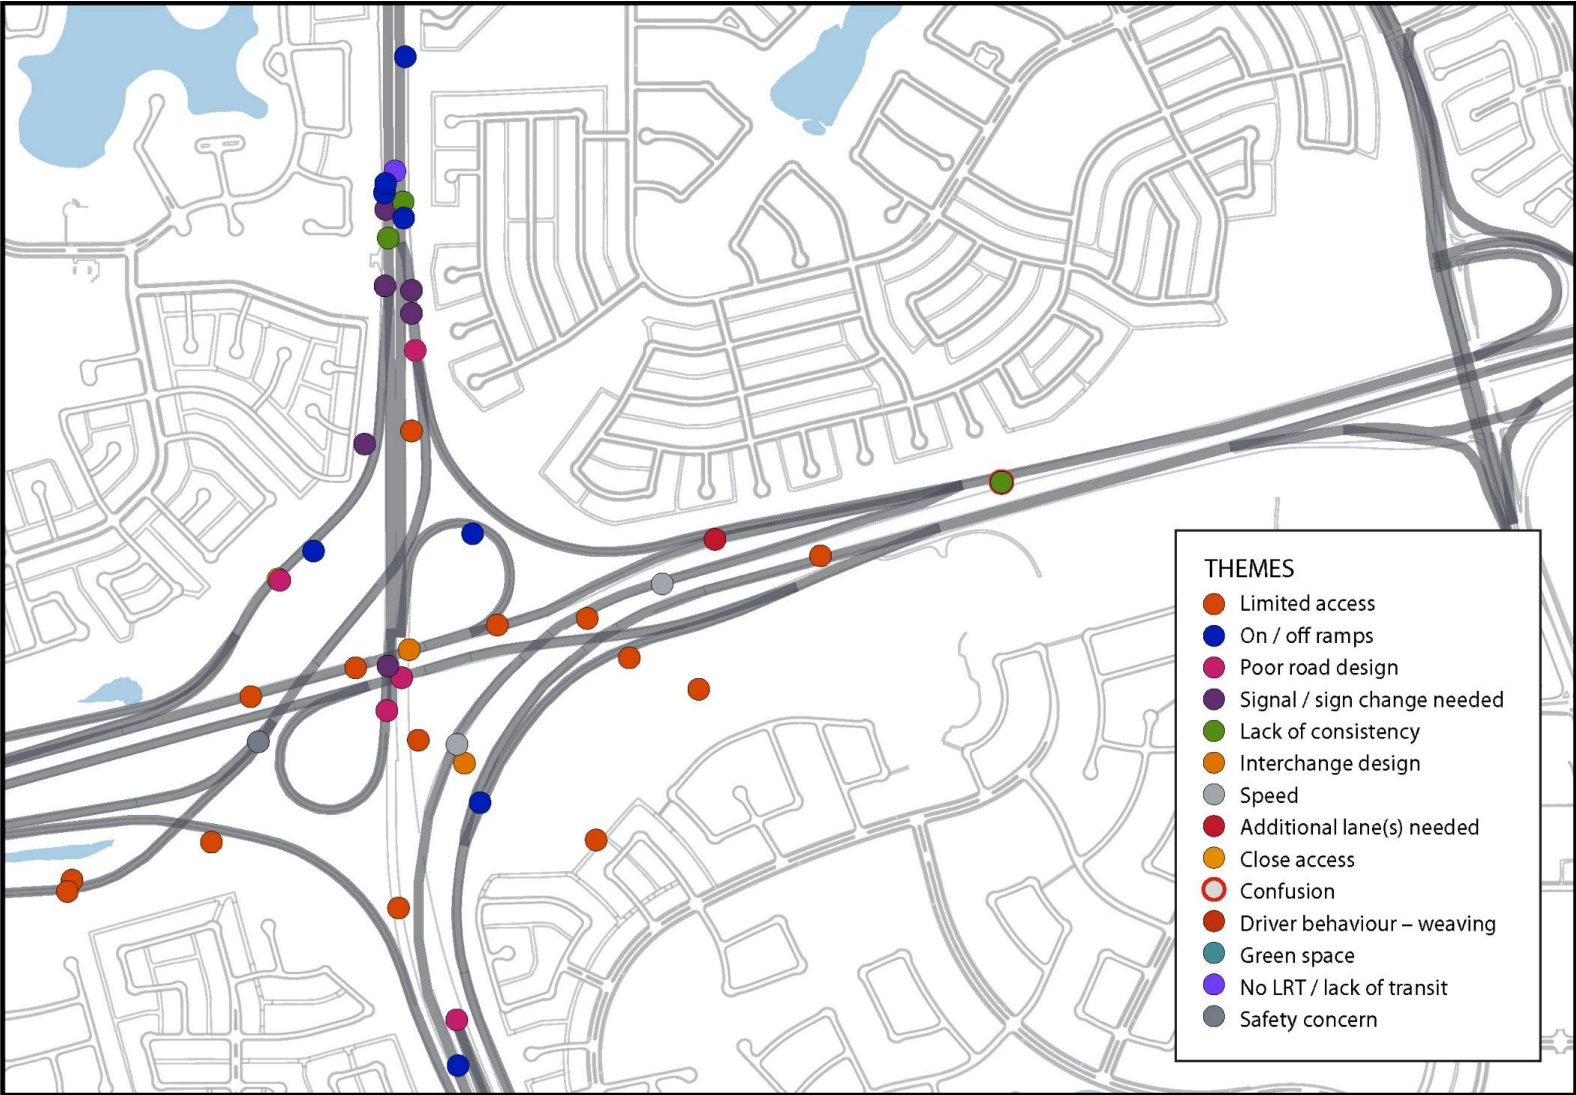 THEMES
Limited access
On / off ramps
Poor road design
Signal / sign change needed
Lack of consistency
Interchange design
Speed
Additional lane(s) needed
Close access
Confusion
Driver behaviour – weaving
Green space
No LRT / lack of transit
Safety concern